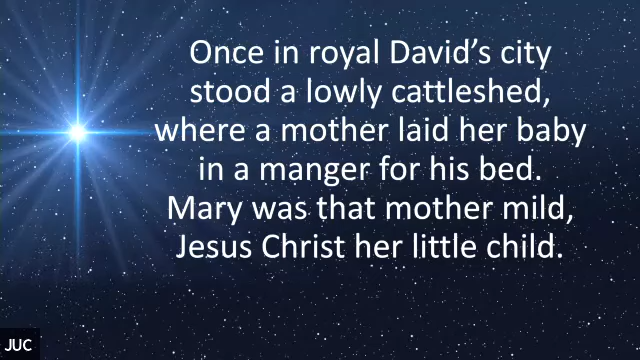 Once in royal David’s city
stood a lowly cattleshed,
where a mother laid her baby
in a manger for his bed.
Mary was that mother mild,
Jesus Christ her little child.
JUC